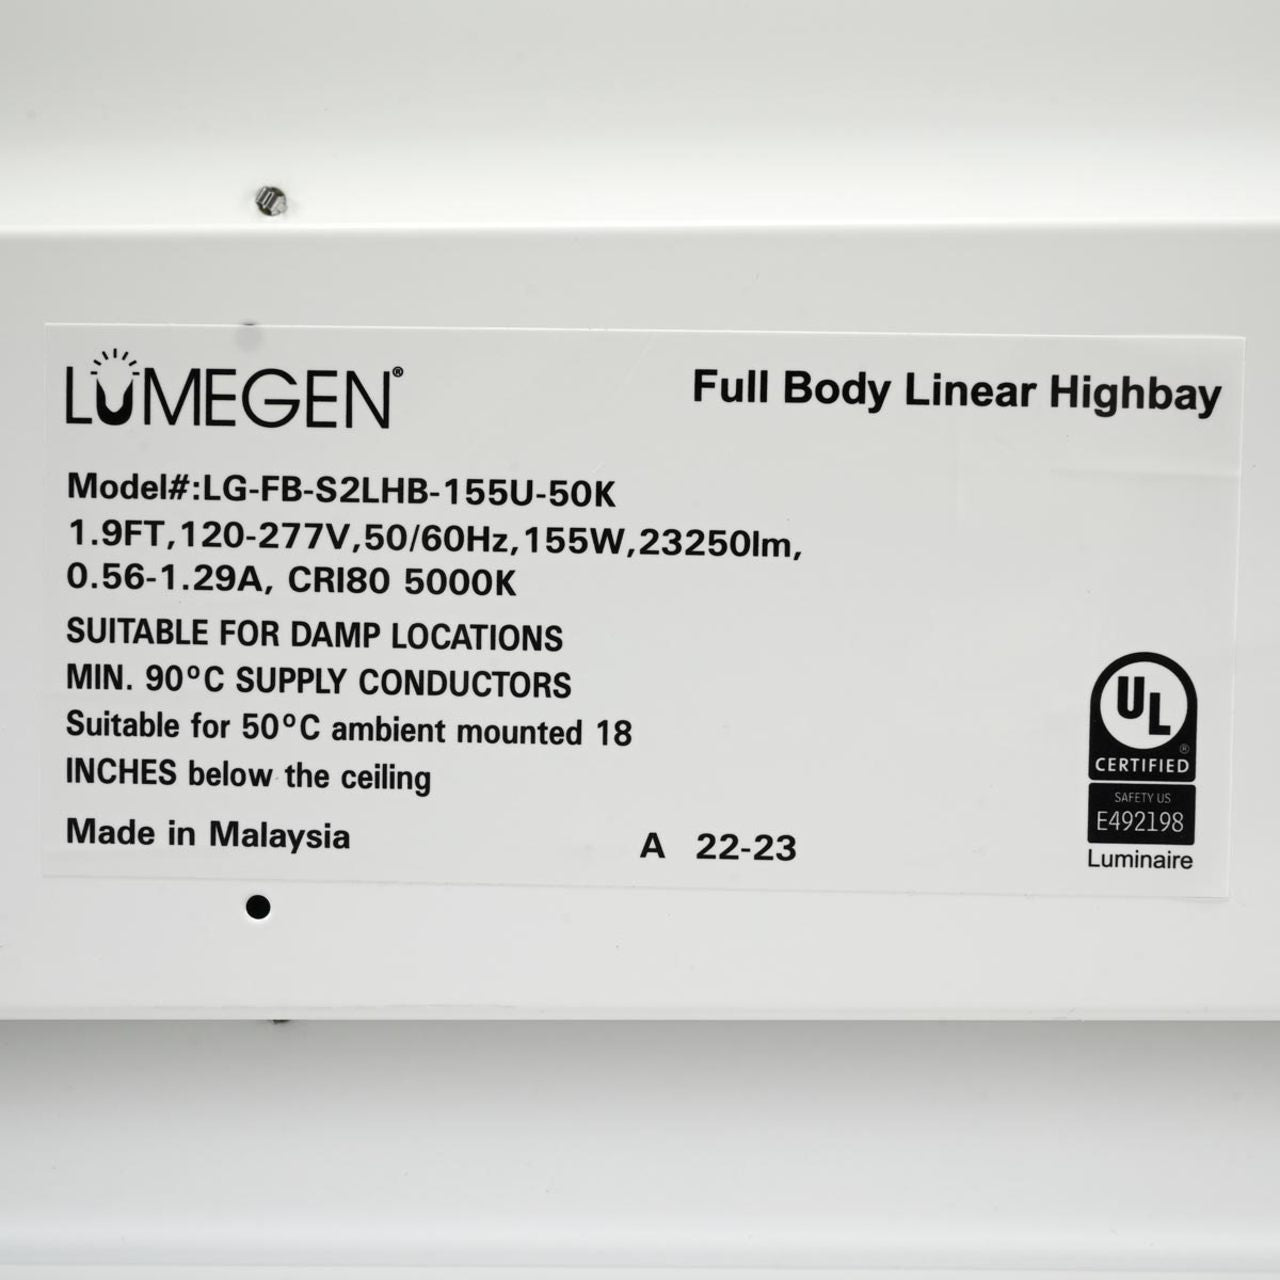 LUMEGEN®
Full Body Linear Highbay
Model#:LG-FB-S2LHB-155U-50K
1.9FT,120-277V,50/60Hz,155W,23250lm,
0.56-1.29A, CRI80 5000K
SUITABLE FOR DAMP LOCATIONS
MIN. 90°C SUPPLY CONDUCTORS
Suitable for 50°C ambient mounted 18
INCHES below the ceiling
Made in Malaysia
A 22-23
UL®
CERTIFIED
SAFETY US
E492198
Luminaire